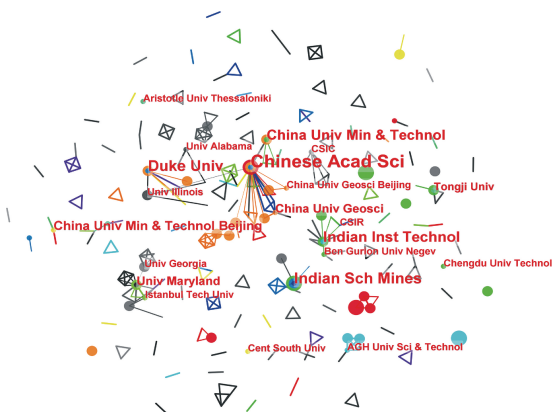 Aristotle Univ Thessaloniki
China Univ Min & Technol
Univ Alabama
CSIC
Chinese Acad Sci
Duke Univ
China Univ Geosci Beijing
Tongji Univ
Univ Illinois
China Univ Geosci
CSIR
China Univ Min & Technol Beijing
Indian Inst Technol
Ben Gurion Univ Negev
Univ Georgia
Chengdu Univ Technol
Indian Sch Mines
Univ Maryland
Istanbul Tech Univ
Cent South Univ
AGH Univ Sci & Technol